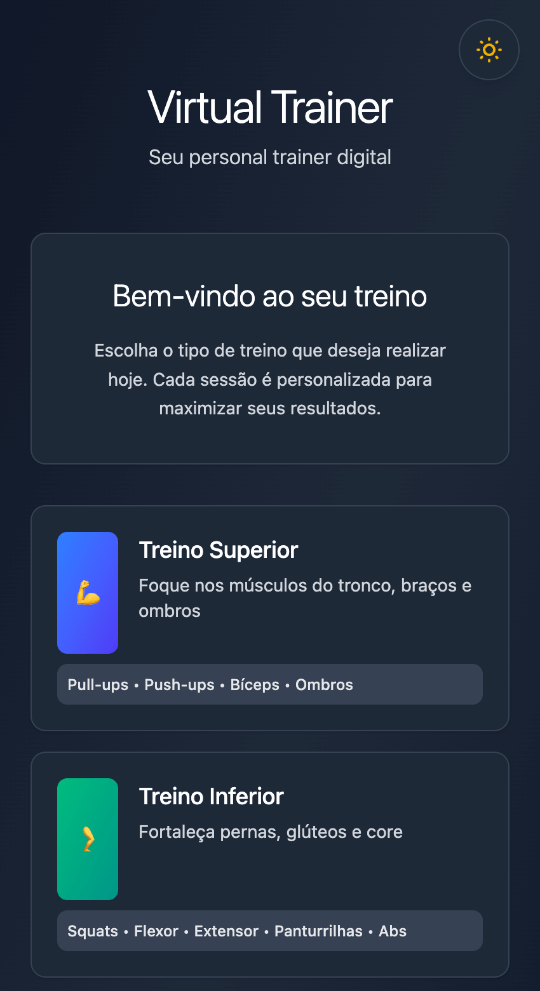 Virtual Trainer
Seu personal trainer digital
Bem-vindo ao seu treino
Escolha o tipo de treino que deseja realizar
hoje. Cada sessão é personalizada para
maximizar seus resultados.
Treino Superior
Foque nos músculos do tronco, braços e
ombros
Pull-ups • Push-ups • Bíceps • Ombros
Treino Inferior
Fortaleça pernas, glúteos e core
Squats • Flexor • Extensor • Panturrilhas • Abs